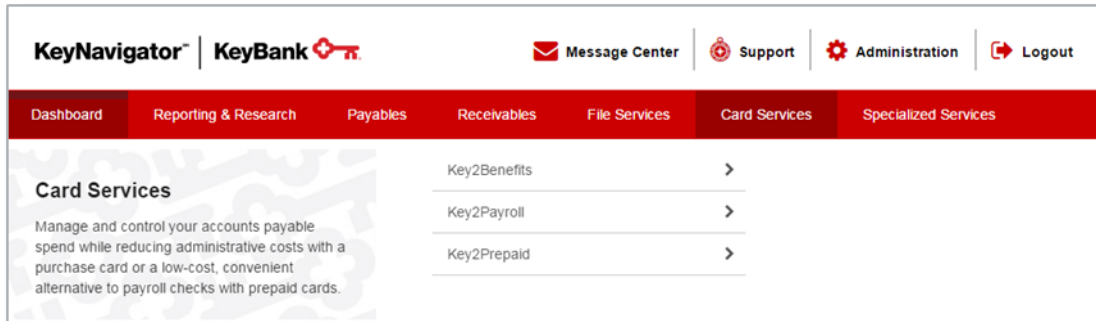 KeyNavigator℠ | KeyBank
Message Center
Support
Administration
Logout
Dashboard
Reporting & Research
Payables
Receivables
File Services
Card Services
Specialized Services
Card Services
Manage and control your accounts payable
spend while reducing administrative costs with a
purchase card or a low-cost, convenient
alternative to payroll checks with prepaid cards.
Key2Benefits
Key2Payroll
Key2Prepaid